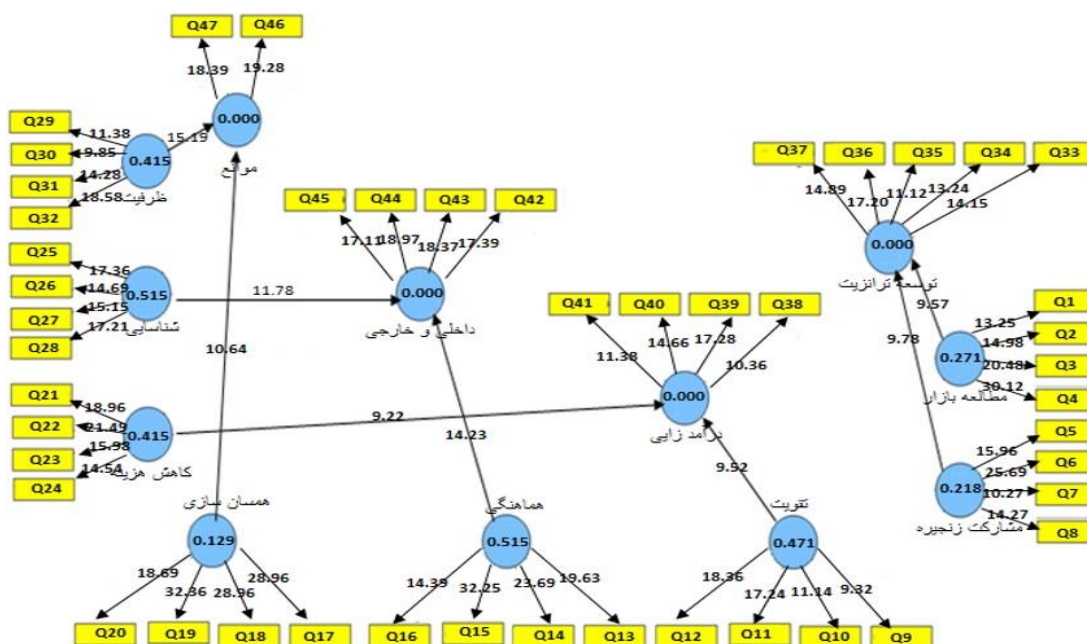 Q47
Q46
18.39
19.28
0.000
موانع
Q29
Q30
Q31
Q32
11.38
9.85
14.28
18.58
0.415
15.19
ظرفیت
Q25
Q26
Q27
Q28
17.36
14.69
15.15
17.21
0.515
شناسایی
11.78
10.64
Q45
Q44
Q43
Q42
17.11
18.97
18.37
17.39
0.000
داخلی و خارجی
Q37
Q36
Q35
Q34
Q33
14.89
17.20
11.12
13.24
14.15
0.000
توسعه ترانزیت
9.57
9.78
Q1
Q2
Q3
Q4
13.25
14.98
20.48
30.12
0.271
مطالعه بازار
Q41
Q40
Q39
Q38
11.38
14.66
17.28
10.36
0.000
درآمد زایی
Q21
Q22
Q23
Q24
18.96
21.49
15.98
14.54
0.415
کاهش هزینه
9.22
14.23
9.52
Q5
Q6
Q7
Q8
15.96
25.69
10.27
14.27
0.218
مشارکت زنجیره
همسان سازی
0.129
18.69
32.36
28.96
28.96
Q20
Q19
Q18
Q17
هماهنگی
0.515
14.39
32.25
23.69
19.63
Q16
Q15
Q14
Q13
تقویت
0.471
18.36
17.24
11.14
9.32
Q12
Q11
Q10
Q9